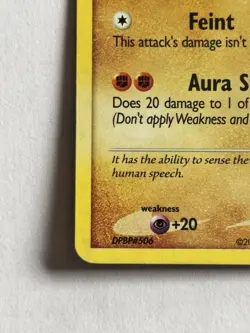 Feint
This attack's damage isn't
Aura S
Does 20 damage to 1 of
(Don't apply Weakness and
It has the ability to sense the
human speech.
weakness
+20
DPBP#506
©20